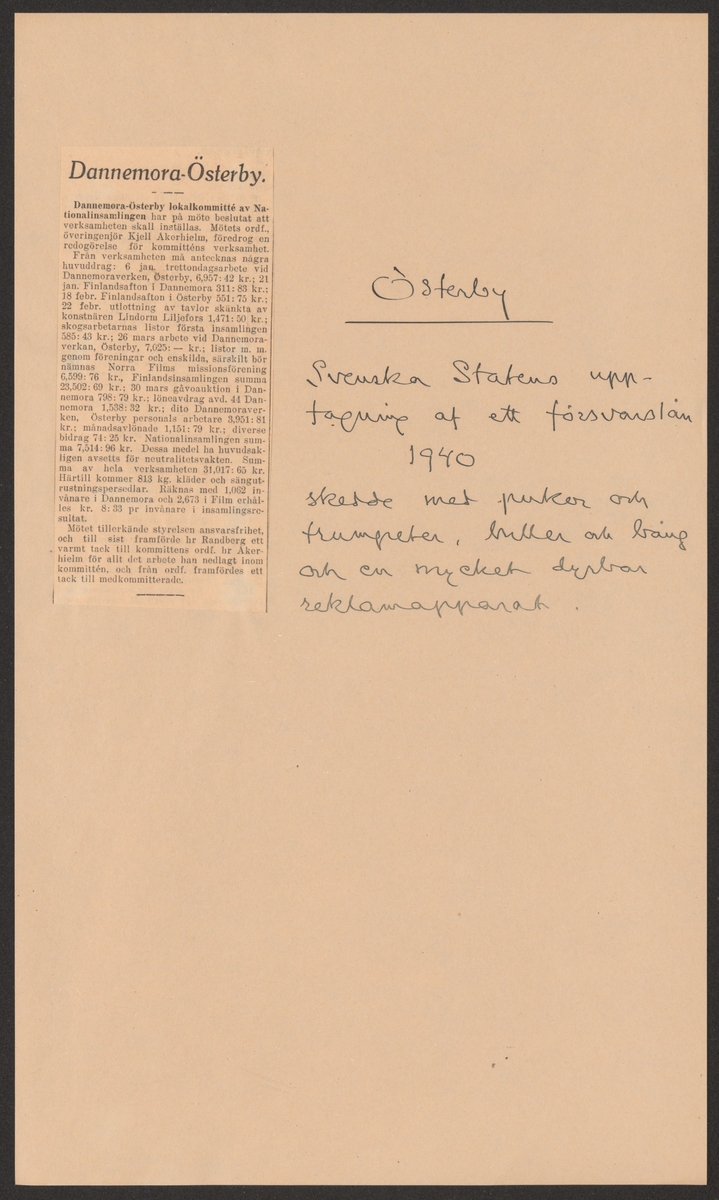 Dannemora-Österby.
Dannemora-Österby lokalkommitté av Na-
tionalinsamlingen har på möte beslutat att
verksamheten skall inställas. Mötets ordf.,
överingenjör Kjell Akerhielm, föredrog en
redogörelse för kommitténs verksamhet.
Från verksamheten må antecknas några
huvuddrag: 6 jan. trettondagsarbete vid
Dannemoraverken, Österby, 6,957: 42 kr.; 21
jan. Finlandsafton i Dannemora 311: 83 kr.;
18 febr. Finlandsafton i Österby 551: 75 kr.;
22 febr. utlottning av tavlor skänkta av
konstnären Lindorm Liljefors 1,471: 50 kr.;
skogsarbetarnas listor första insamlingen
585: 43 kr.; 26 mars arbete vid Dannemora-
verkan, Österby, 7,025: — kr.; listor m. m.
genom föreningar och enskilda, särskilt bör
nämnas Norra Films missionsförening
6,599: 76 kr., Finlandsinsamlingen summa
23,502: 69 kr.; 30 mars gåvoauktion i Dan-
nemora 798: 79 kr.; löneavdrag avd. 44 Dan-
nemora 1,538: 32 kr.; dito Dannemoraver-
ken, Österby personals arbetare 3,951: 81
kr.; månadsavlönade 1,151: 79 kr.; diverse
bidrag 74: 25 kr. Nationalinsamlingen sum-
ma 7,514: 96 kr. Dessa medel ha huvudsak-
ligen avsetts för neutralitetsvakten. Sum-
ma av hela verksamheten 31,017: 65 kr.
Härtill kommer 813 kg. kläder och sängut-
rustningspersedlar. Räknas med 1,062 in-
vånare i Dannemora och 2,673 i Film erhål-
les kr. 8: 33 pr invånare i insamlingsre-
sultat.
Mötet tillerkände styrelsen ansvarsfrihet,
och till sist framförde hr Randberg ett
varmt tack till kommittens ordf. hr Aker-
hielm för allt det arbete han nedlagt inom
kommittén, och från ordf. framfördes ett
tack till medkommitterade.
Österby
Svenska Statens upp-
tagning af ett försvarslån
1940
skedde med pukor och
trumpeter, buller och bång
och en mycket dyrbar
reklamapparat.